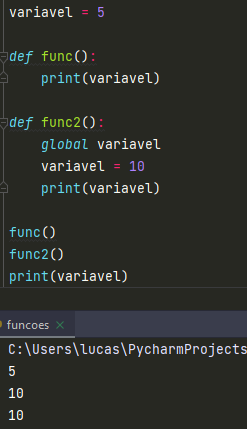 variavel = 5
def func():
    print(variavel)
def func2():
    global variavel
    variavel = 10
    print(variavel)
func()
func2()
print(variavel)
funcoes ×
C:\Users\lucas\PycharmProjects
5
10
10